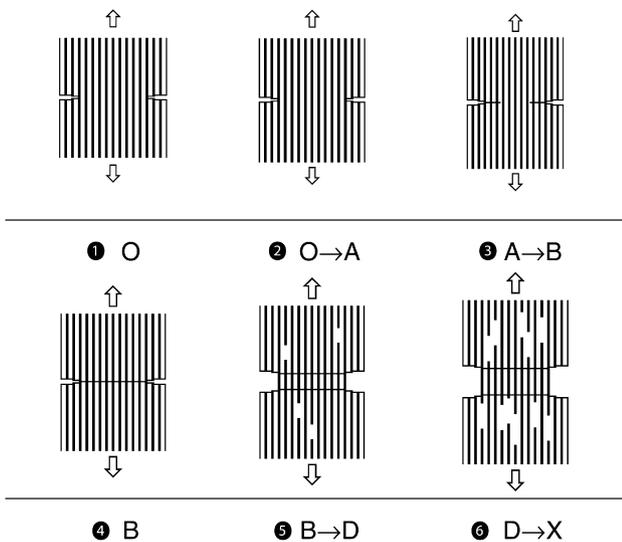 ❶ O
❷ O→A
❸ A→B
❹ B
❺ B→D
❻ D→X